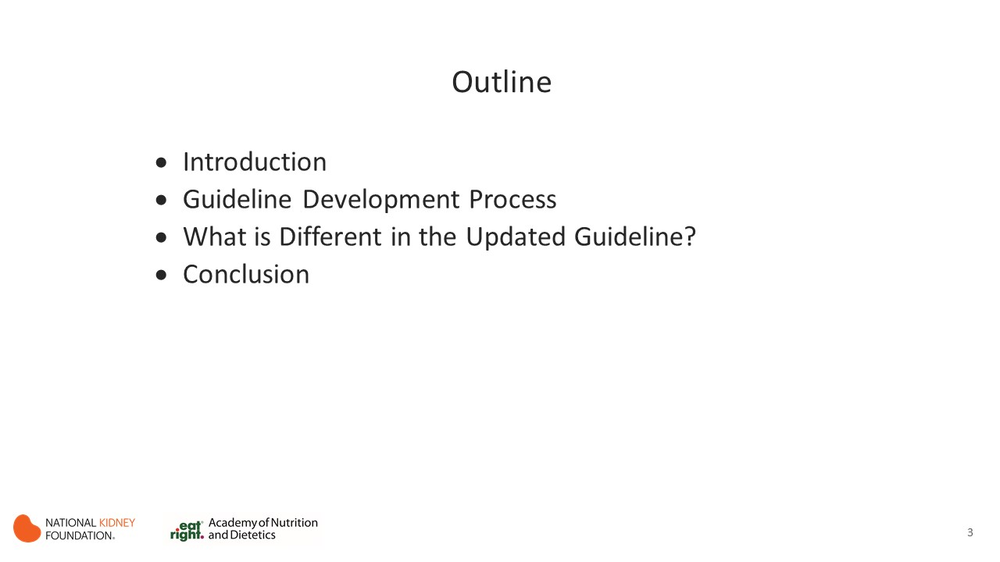 Outline
• Introduction
• Guideline Development Process
• What is Different in the Updated Guideline?
• Conclusion
NATIONAL KIDNEY
FOUNDATION®
eat
right.
Academy of Nutrition
and Dietetics
3